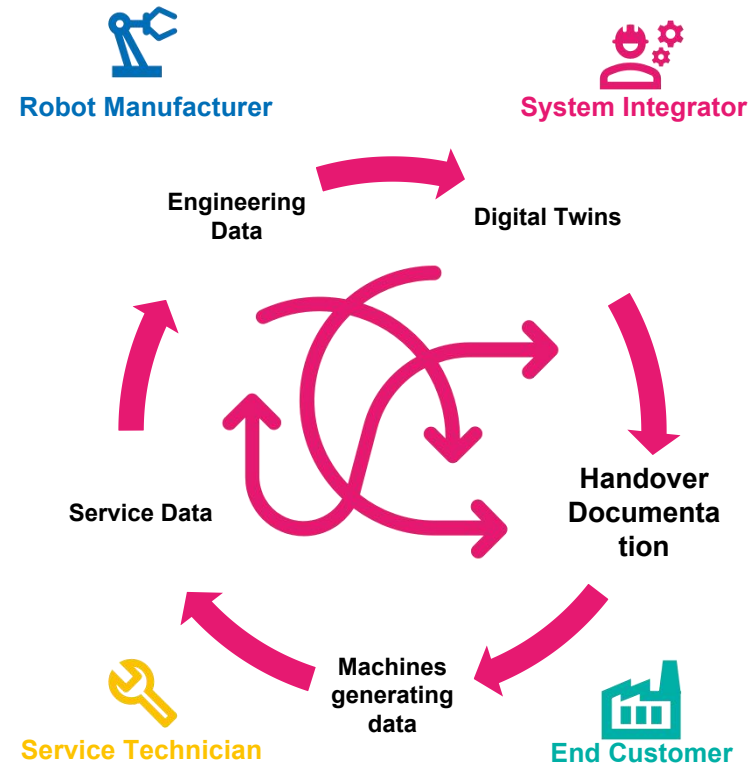 Robot Manufacturer
System Integrator
Engineering
Data
Digital Twins
Service Data
Handover
Documenta
tion
Machines
generating
data
Service Technician
End Customer